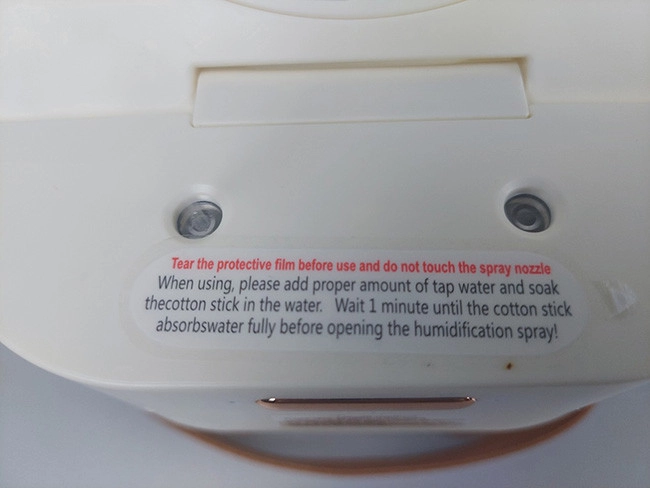 Tear the protective film before use and do not touch the spray nozzle
When using, please add proper amount of tap water and soak
thecotton stick in the water. Wait 1 minute until the cotton stick
absorbswater fully before opening the humidification spray!